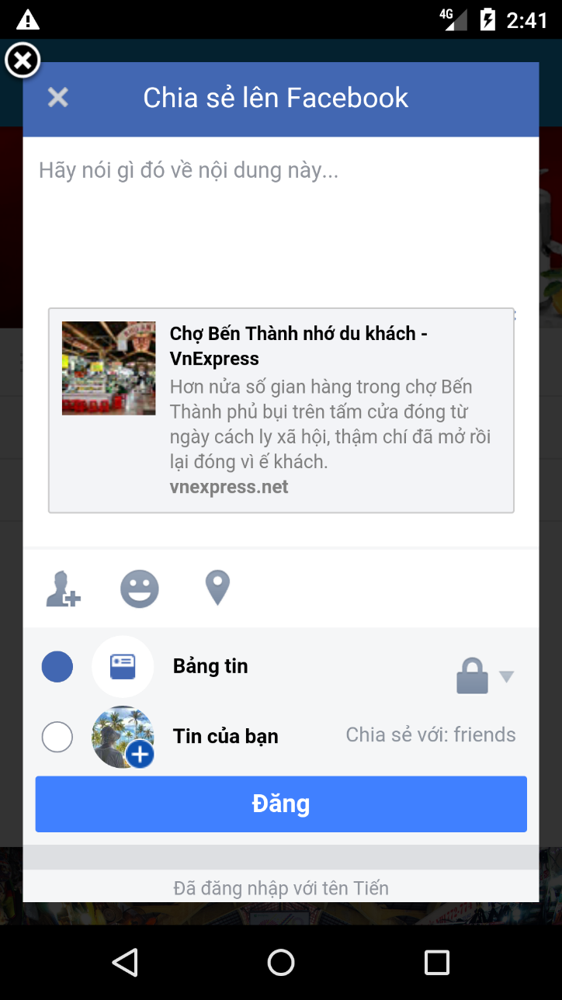 4G 2:41
Chia sẻ lên Facebook
Hãy nói gì đó về nội dung này...
Chợ Bến Thành nhớ du khách -
VnExpress
Hơn nửa số gian hàng trong chợ Bến
Thành phủ bụi trên tấm cửa đóng từ
ngày cách ly xã hội, thậm chí đã mở rồi
lại đóng vì ế khách.
vnexpress.net
Bảng tin
Tin của bạn
Chia sẻ với: friends
Đăng
Đã đăng nhập với tên Tiến